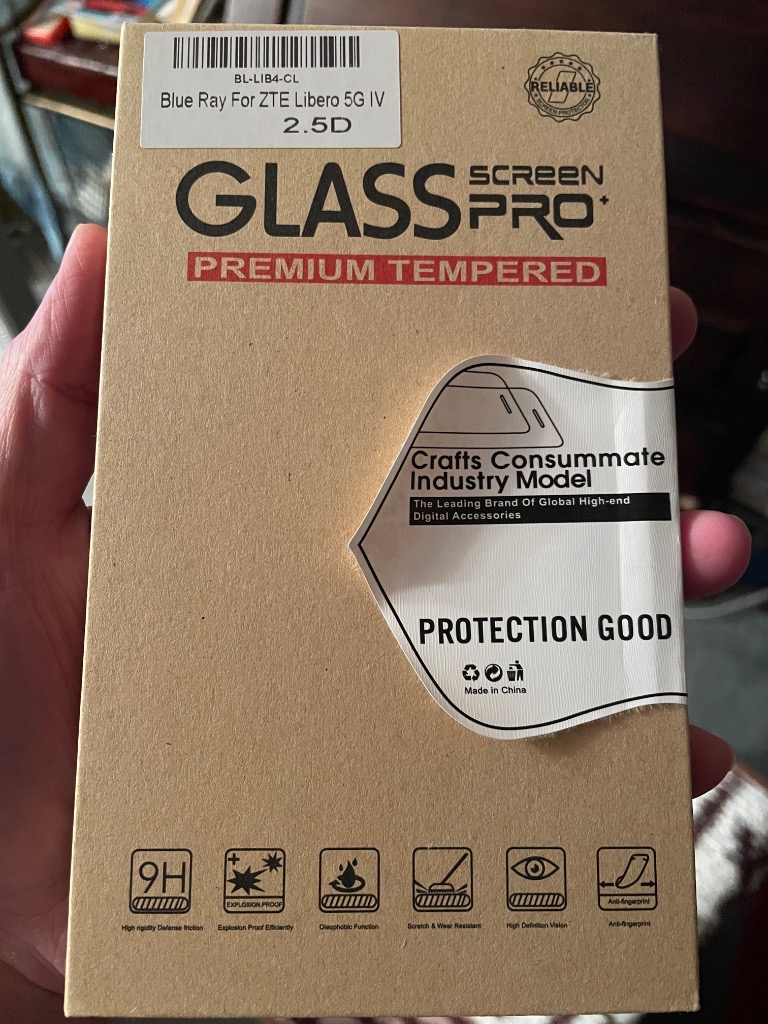 BL-LIB4-CL
Blue Ray For ZTE Libero 5G IV
2.5D
RELIABLE
SCREEN PROTECTOR
GLASS SCREEN PRO+
PREMIUM TEMPERED
Crafts Consummate
Industry Model
The Leading Brand Of Global High-end
Digital Accessories
PROTECTION GOOD
Made in China
9H
EXPLOSION.PROOF
Anti-fingerprint
High rigidity Defense friction
Explosion Proof Efficiently
Oleophobic Function
Scratch & Wear Resistant
High Definition Vision
Anti-fingerprint